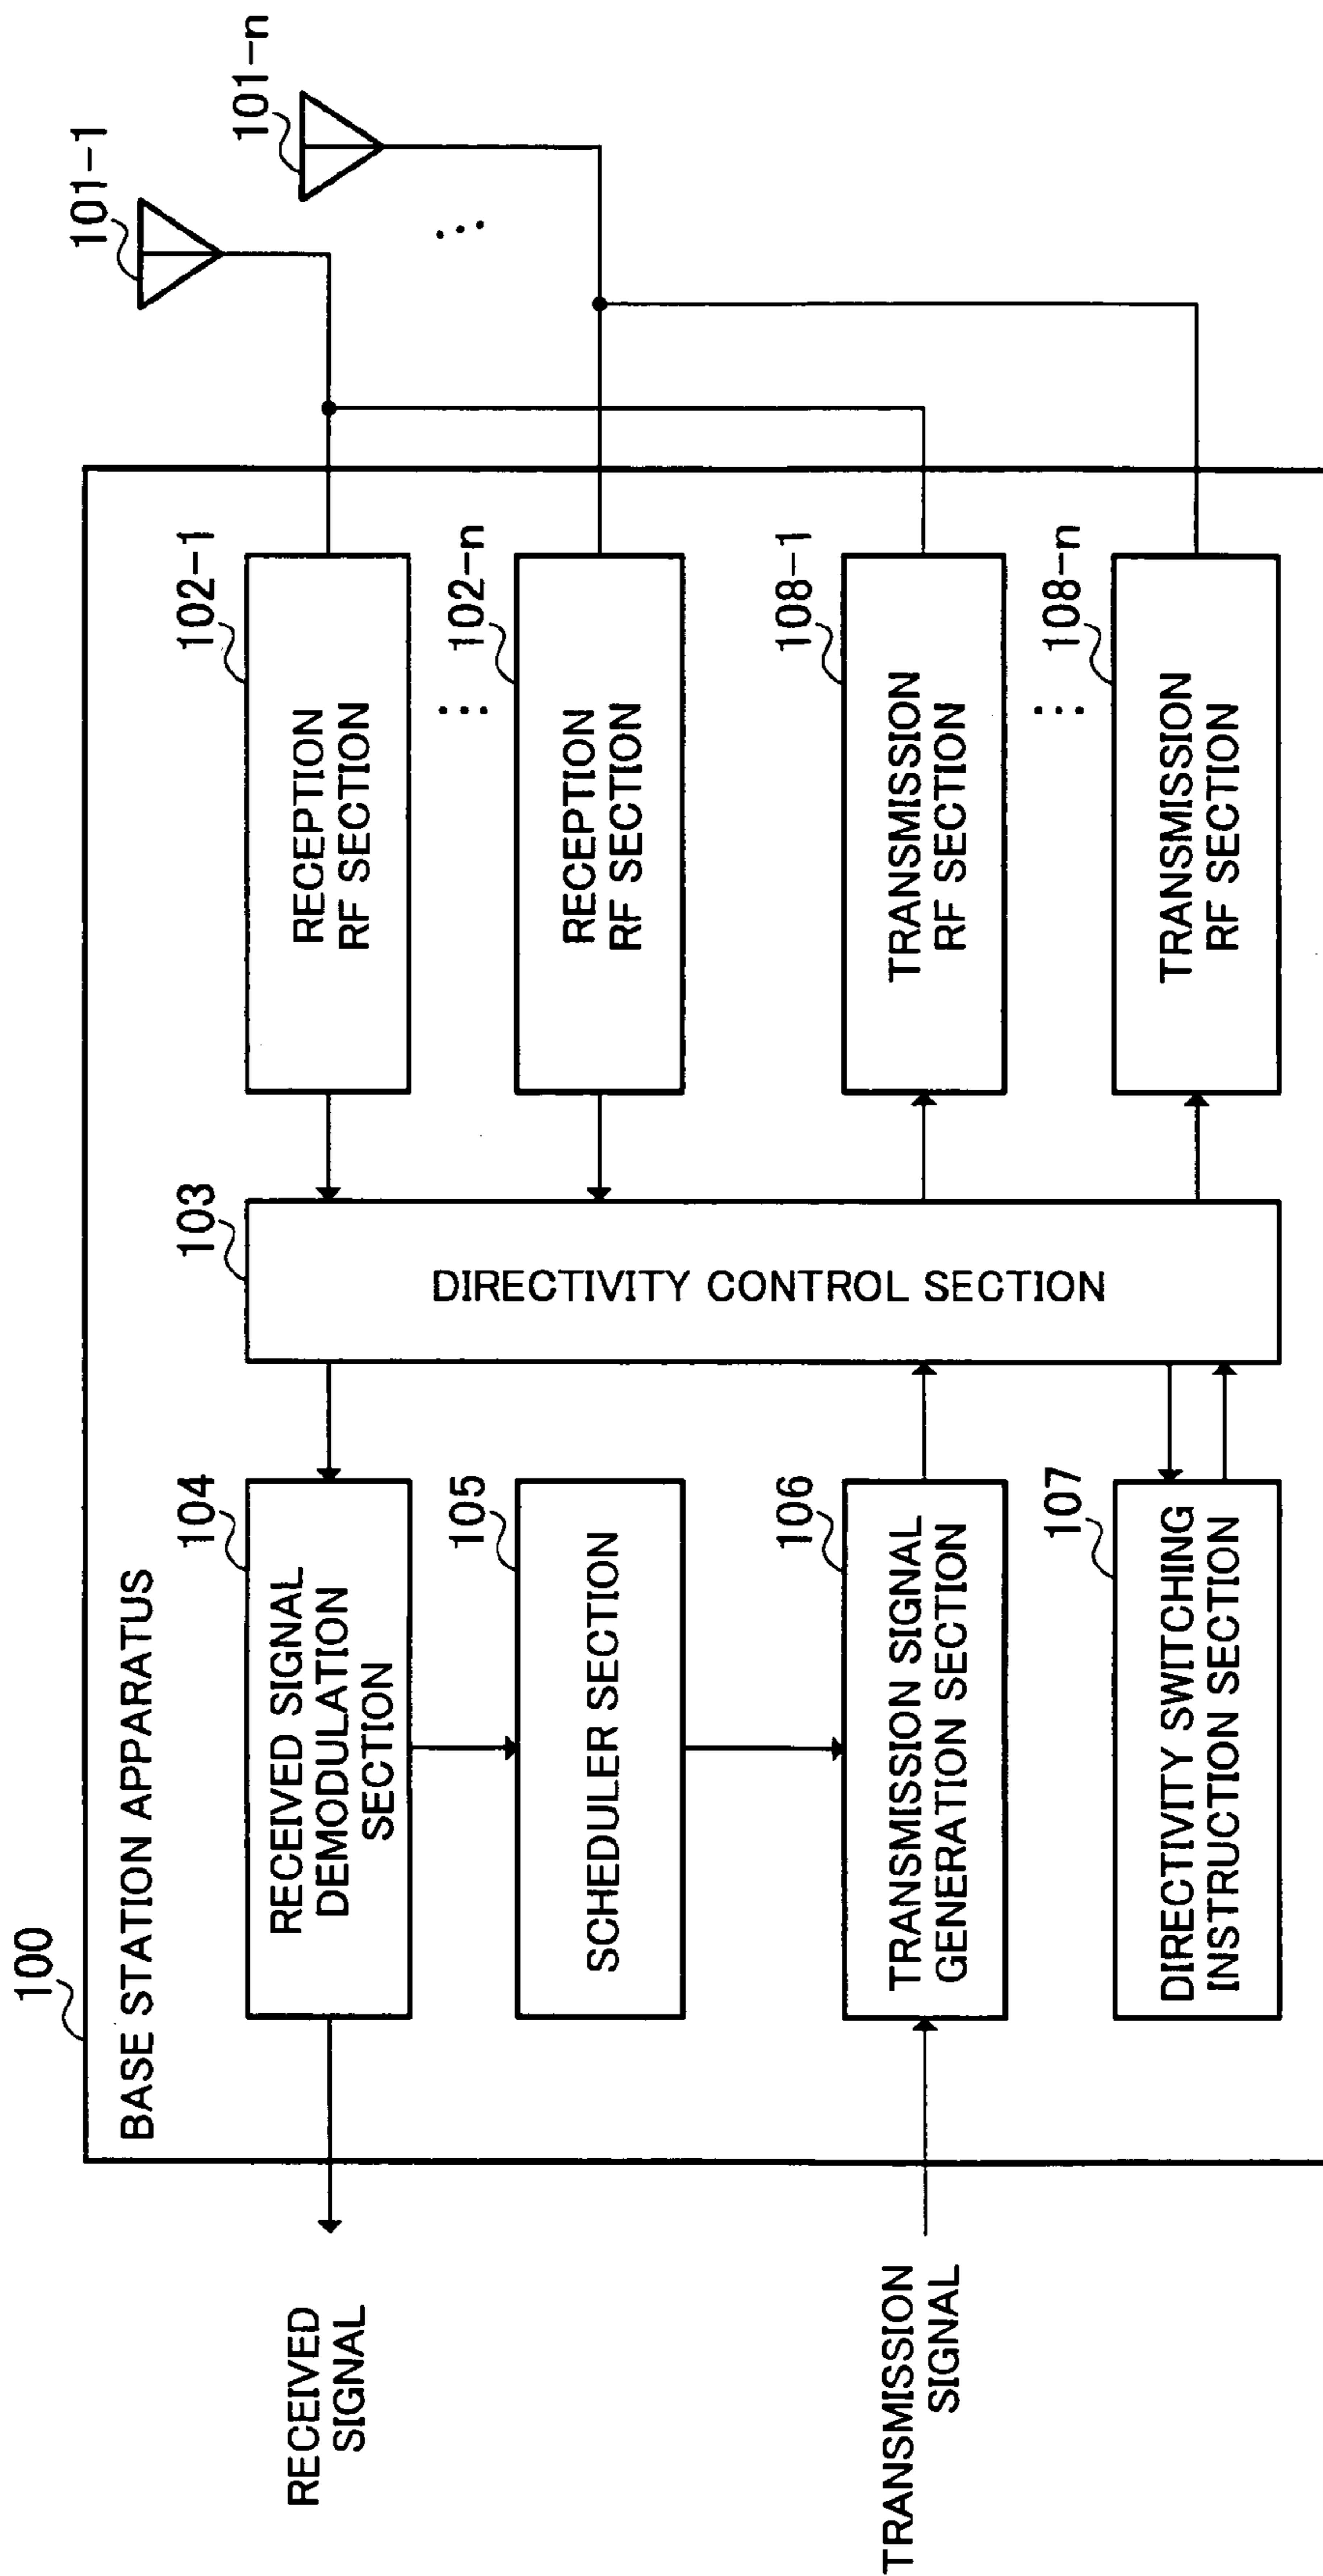 100
BASE STATION APPARATUS
101-1
101-n
...
104
RECEIVED SIGNAL
DEMODULATION
SECTION
103
DIRECTIVITY CONTROL SECTION
102-1
RECEPTION
RF SECTION
RECEIVED
SIGNAL
105
SCHEDULER SECTION
...
102-n
RECEPTION
RF SECTION
106
TRANSMISSION SIGNAL
GENERATION SECTION
108-1
TRANSMISSION
RF SECTION
TRANSMISSION
SIGNAL
107
DIRECTIVITY SWITCHING
INSTRUCTION SECTION
...
108-n
TRANSMISSION
RF SECTION